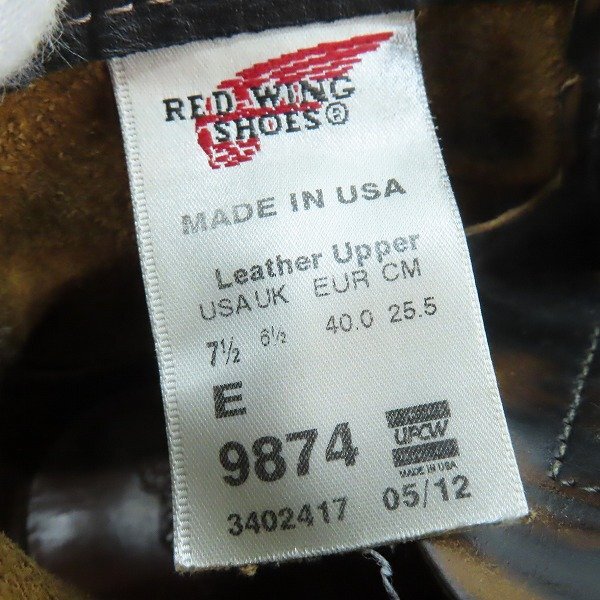 RED WING
SHOES®
MADE IN USA
Leather Upper
USA UK EUR CM
7½ 6½ 40.0 25.5
E
9874
UFCW
MADE IN USA
3402417 05/12